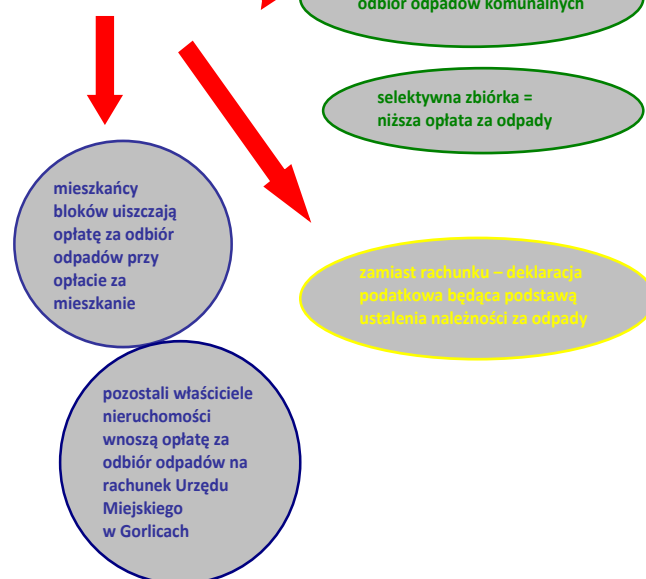 odbiór odpadów komunalnych
selektywna zbiórka =
niższa opłata za odpady
mieszkańcy
bloków uiszczają
opłatę za odbiór
odpadów przy
opłacie za
mieszkanie
zamiast rachunku – deklaracja
podatkowa będąca podstawą
ustalenia należności za odpady
pozostali właściciele
nieruchomości
wnoszą opłatę za
odbiór odpadów na
rachunek Urzędu
Miejskiego
w Gorlicach